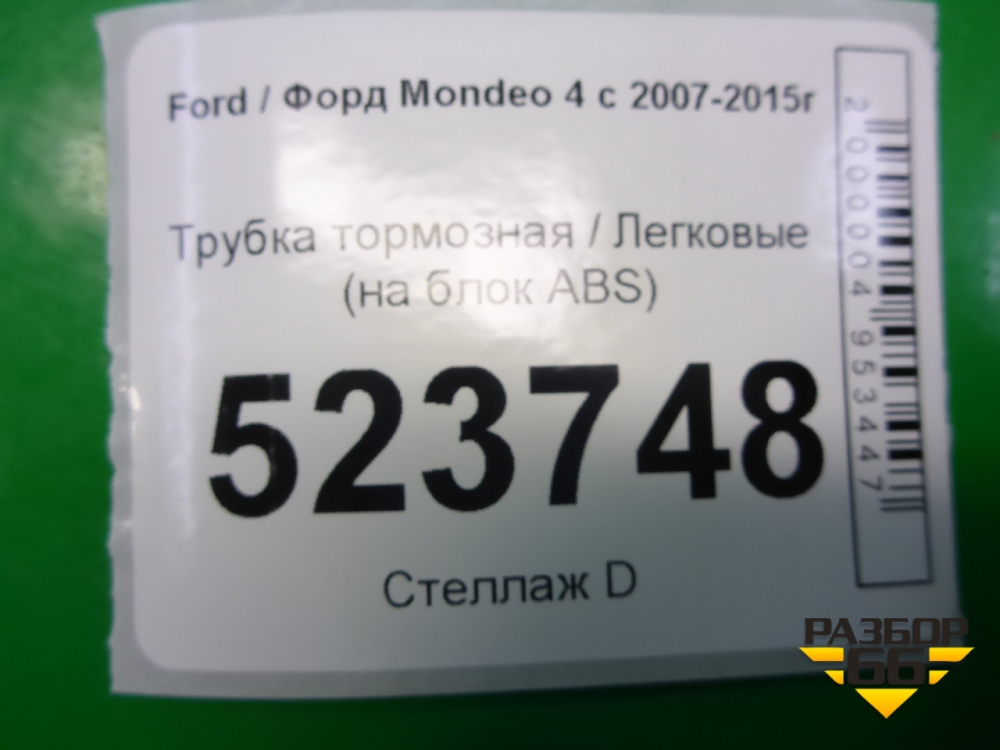 Ford / Форд Mondeo 4 с 2007-2015г
Трубка тормозная / Легковые
(на блок ABS)
523748
Стеллаж D
2000004953447
РАЗБОР
66